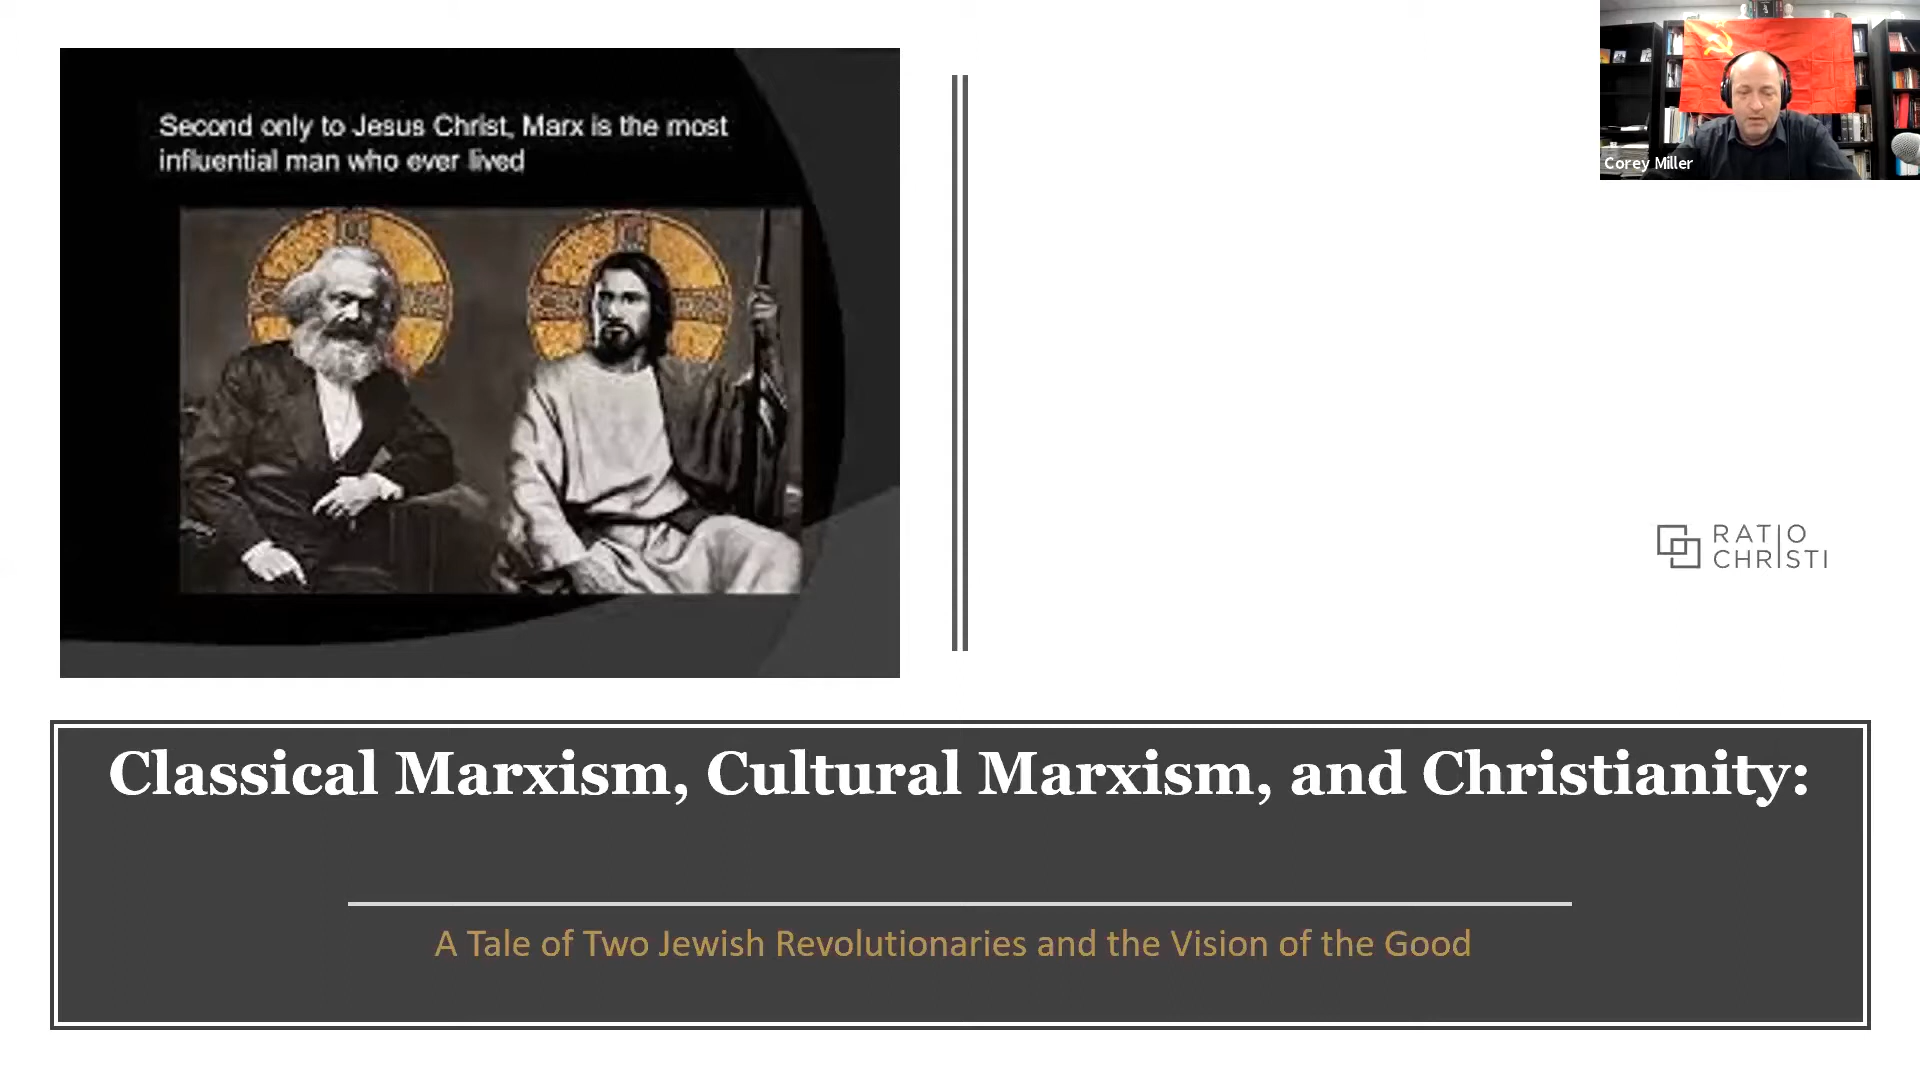 Second only to Jesus Christ, Marx is the most
influential man who ever lived
Corey Miller
RATIO
CHRISTI
Classical Marxism, Cultural Marxism, and Christianity:
A Tale of Two Jewish Revolutionaries and the Vision of the Good